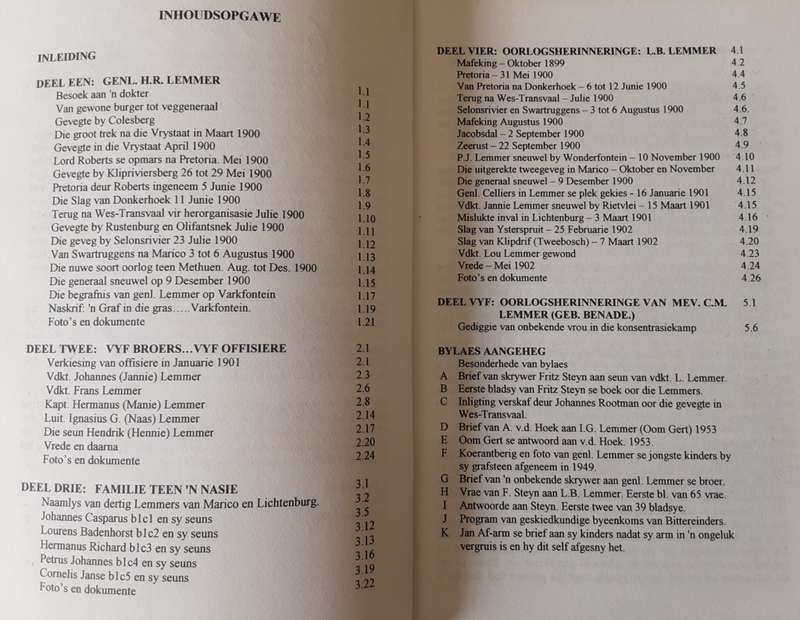 INHOUDSOPGAWE
INLEIDING
DEEL EEN: GENL. H.R. LEMMER
Besoek aan 'n dokter 1.1
Van gewone burger tot veggeneraal 1.1
Gevegte by Colesberg 1.2
Die groot trek na die Vrystaat in Maart 1900 1.3
Gevegte in die Vrystaat April 1900 1.4
Lord Roberts se opmars na Pretoria. Mei 1900 1.5
Gevegte by Klipriviersberg 26 tot 29 Mei 1900 1.6
Pretoria deur Roberts ingeneem 5 Junie 1900 1.7
Die Slag van Donkerhoek 11 Junie 1900 1.8
Terug na Wes-Transvaal vir herorganisasie Julie 1900 1.9
Gevegte by Rustenburg en Olifantsnek Julie 1900 1.10
Die geveg by Selonsrivier 23 Julie 1900 1.11
Van Swartruggens na Marico 3 tot 6 Augustus 1900 1.12
Die nuwe soort oorlog teen Methuen. Aug. tot Des. 1900 1.13
Die generaal sneuwel op 9 Desember 1900 1.14
Die begrafnis van genl. Lemmer op Varkfontein 1.15
Naskrif: 'n Graf in die gras.....Varkfontein. 1.17
Foto's en dokumente 1.19
1.21
DEEL TWEE: VYF BROERS...VYF OFFISIERE 2.1
Verkiesing van offisiere in Januarie 1901 2.1
Vdkt. Johannes (Jannie) Lemmer 2.3
Vdkt. Frans Lemmer 2.6
Kapt. Hermanus (Manie) Lemmer 2.8
Luit. Ignasius G. (Naas) Lemmer 2.14
Die seun Hendrik (Hennie) Lemmer 2.17
Vrede en daarna 2.20
Foto's en dokumente 2.24
DEEL DRIE: FAMILIE TEEN 'N NASIE 3.1
Naamlys van dertig Lemmers van Marico en Lichtenburg. 3.2
Johannes Casparus b1c1 en sy seuns 3.5
Lourens Badenhorst b1c2 en sy seuns 3.12
Hermanus Richard b1c3 en sy seuns 3.13
Petrus Johannes b1c4 en sy seuns 3.16
Cornelis Janse b1c5 en sy seuns 3.19
Foto's en dokumente 3.22
DEEL VIER: OORLOGSHERINNERINGE: L.B. LEMMER 4.1
Mafeking – Oktober 1899 4.2
Pretoria – 31 Mei 1900 4.4
Van Pretoria na Donkerhoek – 6 tot 12 Junie 1900 4.5
Terug na Wes-Transvaal – Julie 1900 4.6
Selonsrivier en Swartruggens – 3 tot 6 Augustus 1900 4.6.
Mafeking Augustus 1900 4.7
Jacobsdal – 2 September 1900 4.8
Zeerust – 22 September 1900 4.9
P.J. Lemmer sneuwel by Wonderfontein – 10 November 1900 4.10
Die uitgerekte tweegeveg in Marico – Oktober en November 4.11
Die generaal sneuwel – 9 Desember 1900 4.12
Genl. Celliers in Lemmer se plek gekies - 16 Januarie 1901 4.15
Vdkt. Jannie Lemmer sneuwel by Rietvlei – 15 Maart 1901 4.15
Mislukte inval in Lichtenburg – 3 Maart 1901 4.16
Slag van Ysterspruit – 25 Februarie 1902 4.19
Slag van Klipdrif (Tweebosch) – 7 Maart 1902 4.20
Vdkt. Lou Lemmer gewond 4.23
Vrede – Mei 1902 4.24
Foto's en dokumente 4.26
DEEL VYF: OORLOGSHERINNERINGE VAN MEV. C.M. 5.1
LEMMER (GEB. BENADE.)
Gediggie van onbekende vrou in die konsentrasiekamp 5.6
BYLAES AANGEHEG
Besonderhede van bylaes
A Brief van skrywer Fritz Steyn aan seun van vdkt. L. Lemmer.
B Eerste bladsy van Fritz Steyn se boek oor die Lemmers.
C Inligting verskaf deur Johannes Rootman oor die gevegte in
Wes-Transvaal.
D Brief van A. v.d. Hoek aan I.G. Lemmer (Oom Gert) 1953
E Oom Gert se antwoord aan v.d. Hoek. 1953.
F Koerantberig en foto van genl. Lemmer se jongste kinders by
sy grafsteen afgeneem in 1949.
G Brief van 'n onbekende skrywer aan genl. Lemmer se broer.
H Vrae van F. Steyn aan L.B. Lemmer. Eerste bl. van 65 vrae.
I Antwoorde aan Steyn. Eerste twee van 39 bladsye.
J Program van geskiedkundige byeenkoms van Bittereinders.
K Jan Af-arm se brief aan sy kinders nadat sy arm in 'n ongeluk
vergruis is en hy dit self afgesny het.